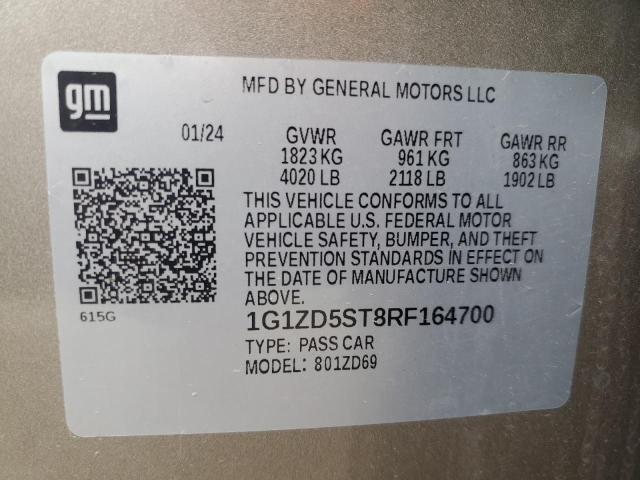 gm
MFD BY GENERAL MOTORS LLC
01/24 GVWR GAWR FRT GAWR RR
1823 KG 961 KG 863 KG
4020 LB 2118 LB 1902 LB
THIS VEHICLE CONFORMS TO ALL
APPLICABLE U.S. FEDERAL MOTOR
VEHICLE SAFETY, BUMPER, AND THEFT
PREVENTION STANDARDS IN EFFECT ON
THE DATE OF MANUFACTURE SHOWN
ABOVE.
615G
1G1ZD5ST8RF164700
TYPE: PASS CAR
MODEL: 801ZD69